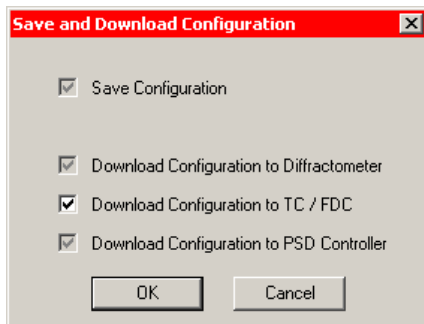 Save and Download Configuration
Save Configuration
Download Configuration to Diffractometer
Download Configuration to TC / FDC
Download Configuration to PSD Controller
OK Cancel